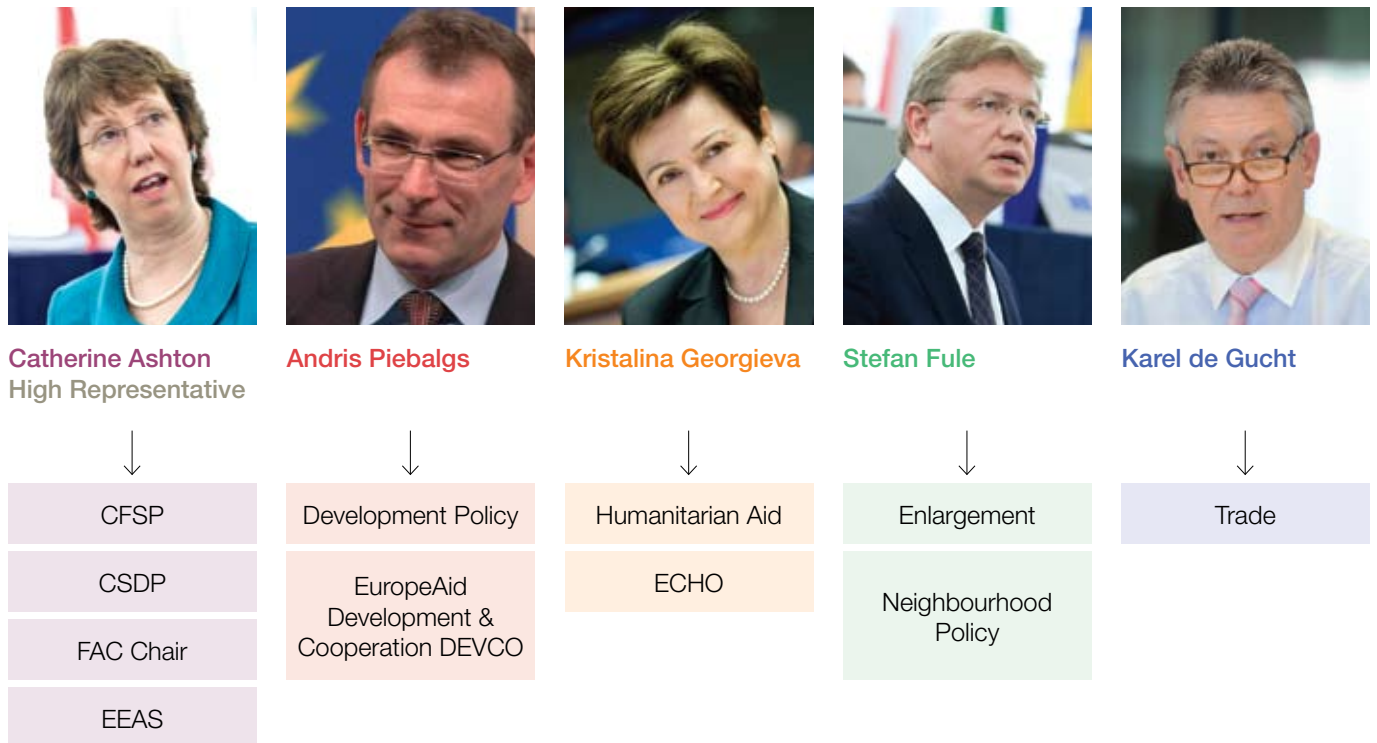 Catherine Ashton
High Representative
CFSP
CSDP
FAC Chair
EEAS
Andris Piebalgs
Development Policy
EuropeAid
Development &
Cooperation DEVCO
Kristalina Georgieva
Humanitarian Aid
ECHO
Stefan Fule
Enlargement
Neighbourhood
Policy
Karel de Gucht
Trade